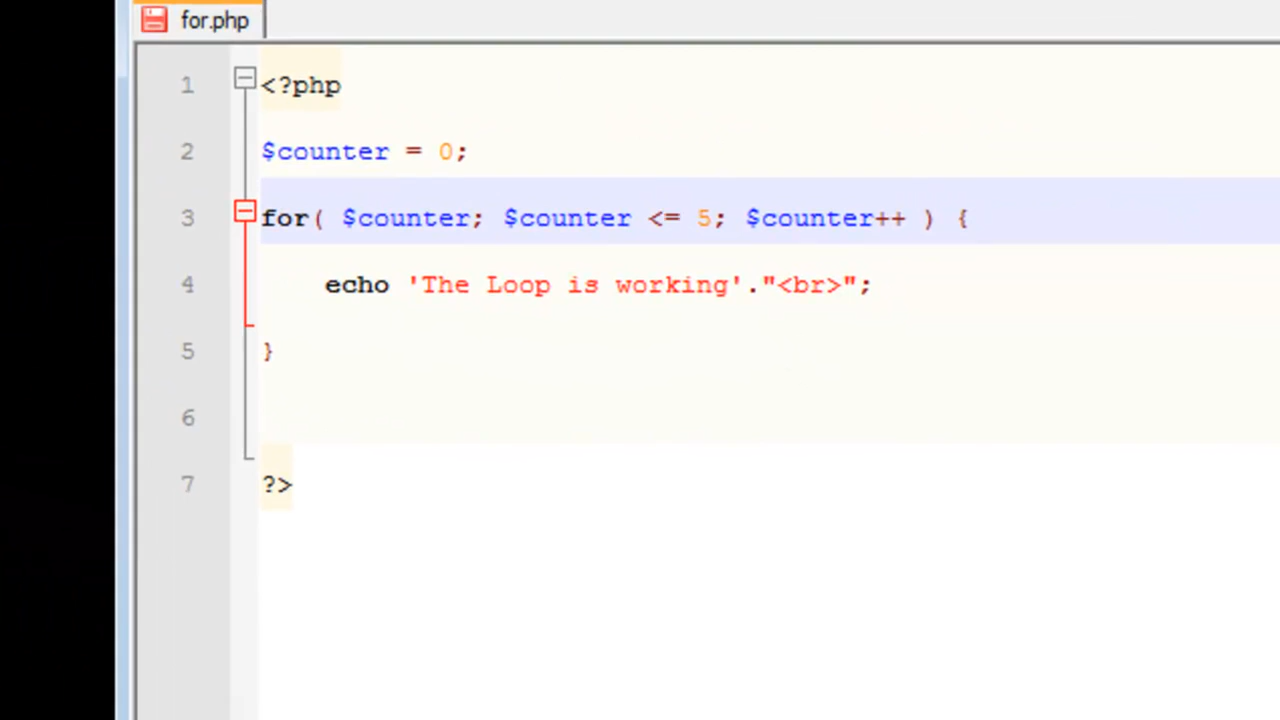 for.php
1 <?php
2 $counter = 0;
3 for( $counter; $counter <= 5; $counter++ ) {
4 echo 'The Loop is working'."<br>";
5 }
6
7 ?>